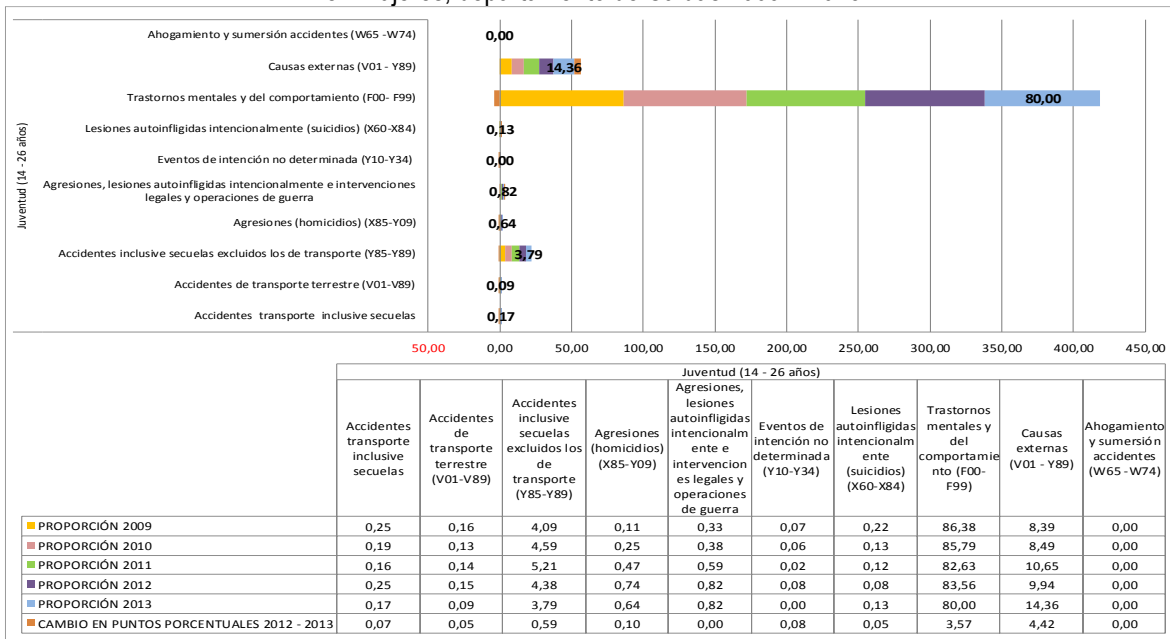 Ahogamiento y sumersión accidentes (W65 -W74)
0,00
Causas externas (V01 - Y89)
14,36
Trastornos mentales y del comportamiento (F00- F99)
80,00
Lesiones autoinfligidas intencionalmente (suicidios) (X60-X84)
0,13
Eventos de intención no determinada (Y10-Y34)
0,00
Agresiones, lesiones autoinfligidas intencionalmente e intervenciones
legales y operaciones de guerra
0,82
Agresiones (homicidios) (X85-Y09)
0,64
Accidentes inclusive secuelas excluidos los de transporte (Y85-Y89)
3,79
Accidentes de transporte terrestre (V01-V89)
0,09
Accidentes transporte inclusive secuelas
0,17
Juventud (14 - 26 años)
50,00 0,00 50,00 100,00 150,00 200,00 250,00 300,00 350,00 400,00 450,00
Juventud (14 - 26 años)
Accidentes
transporte
inclusive
secuelas
Accidentes
de
transporte
terrestre
(V01-V89)
Accidentes
inclusive
secuelas
excluidos los
de
transporte
(Y85-Y89)
Agresiones
(homicidios)
(X85-Y09)
Agresiones,
lesiones
autoinfligidas
intencionalm
ente e
intervencion
es legales y
operaciones
de guerra
Eventos de
intención no
determinada
(Y10-Y34)
Lesiones
autoinfligidas
intencionalm
ente
(suicidios)
(X60-X84)
Trastornos
mentales y
del
comportamie
nto (F00-
F99)
Causas
externas
(V01 - Y89)
Ahogamiento
y sumersión
accidentes
(W65 -W74)
PROPORCIÓN 2009 0,25 0,16 4,09 0,11 0,33 0,07 0,22 86,38 8,39 0,00
PROPORCIÓN 2010 0,19 0,13 4,59 0,25 0,38 0,06 0,13 85,79 8,49 0,00
PROPORCIÓN 2011 0,16 0,14 5,21 0,47 0,59 0,02 0,12 82,63 10,65 0,00
PROPORCIÓN 2012 0,25 0,15 4,38 0,74 0,82 0,08 0,08 83,56 9,94 0,00
PROPORCIÓN 2013 0,17 0,09 3,79 0,64 0,82 0,00 0,13 80,00 14,36 0,00
CAMBIO EN PUNTOS PORCENTUALES 2012 - 2013 0,07 0,05 0,59 0,10 0,00 0,08 0,05 3,57 4,42 0,00